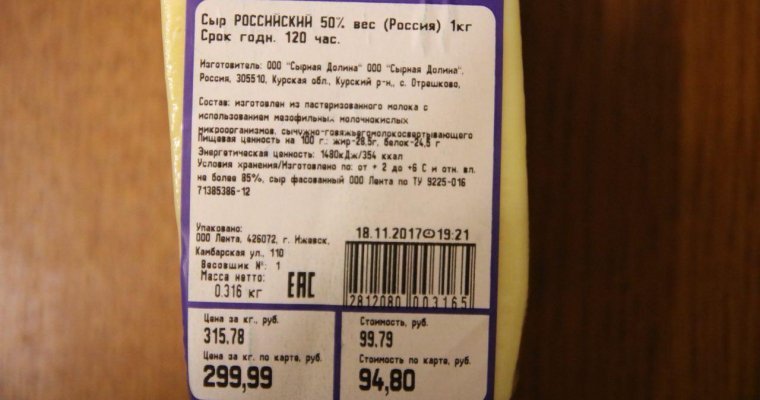 Сыр РОССИЙСКИЙ 50% вес (Россия) 1кг
Срок годн. 120 час.
Изготовитель: ООО "Сырная Долина" ООО "Сырная Долина",
Россия, 305510, Курская обл., Курский р-н., с. Отрешково,
Состав: изготовлен из пастеризованного молока с
использованием мезофильных молочнокислых
микроорганизмов, сычужно-говяжьегомолокосвертывающего
Пищевая ценность на 100 г.: жир-29,5г, белок-24,5 г
Энергетическая ценность: 1480кДж/354 ккал
Условия хранения/Изготовлено по: от + 2 до +6 С и отн. вл.
не более 85%, сыр фасованный ООО Лента по ТУ 9225-016
71385386-12
Упаковано:
ООО Лента, 426072, г. Ижевск,
Камбарская ул., 110
Весовщик №: 1
Масса нетто:
0.316 кг
ЕАС
18.11.2017 19:21
2812080 003165
Цена за кг., руб.
315.78
Цена за кг. по карте, руб.
299,99
Стоимость, руб.
99.79
Стоимость по карте, руб.
94,80